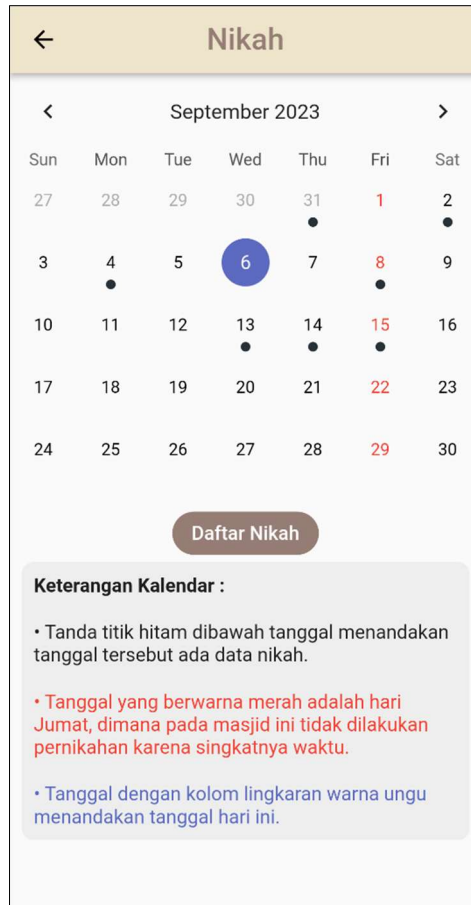 Nikah
September 2023
Sun Mon Tue Wed Thu Fri Sat
27 28 29 30 31 1 2
3 4 5 6 7 8 9
10 11 12 13 14 15 16
17 18 19 20 21 22 23
24 25 26 27 28 29 30
Daftar Nikah
Keterangan Kalendar :
• Tanda titik hitam dibawah tanggal menandakan
tanggal tersebut ada data nikah.
• Tanggal yang berwarna merah adalah hari
Jumat, dimana pada masjid ini tidak dilakukan
pernikahan karena singkatnya waktu.
• Tanggal dengan kolom lingkaran warna ungu
menandakan tanggal hari ini.